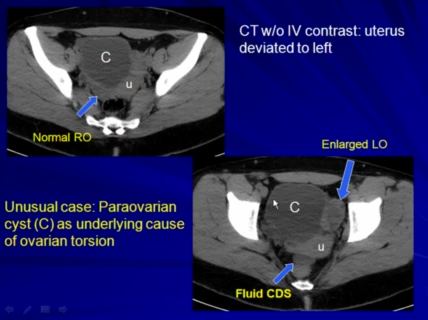 CT w/o IV contrast: uterus
deviated to left
C
u
Normal RO
Enlarged LO
Unusual case: Paraovarian
cyst (C) as underlying cause
of ovarian torsion
C
u
Fluid CDS